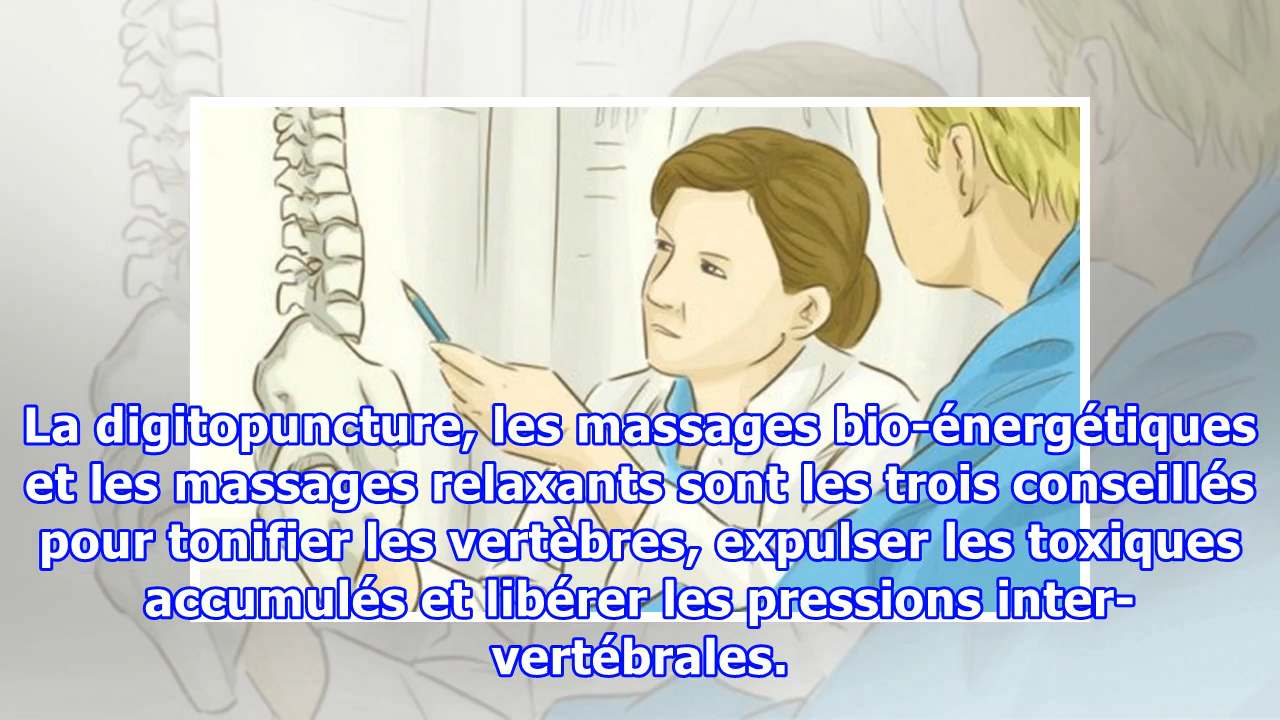 La digitopuncture, les massages bio-énergétiques
et les massages relaxants sont les trois conseillés
pour tonifier les vertèbres, expulser les toxiques
accumulés et libérer les pressions inter-
vertébrales.